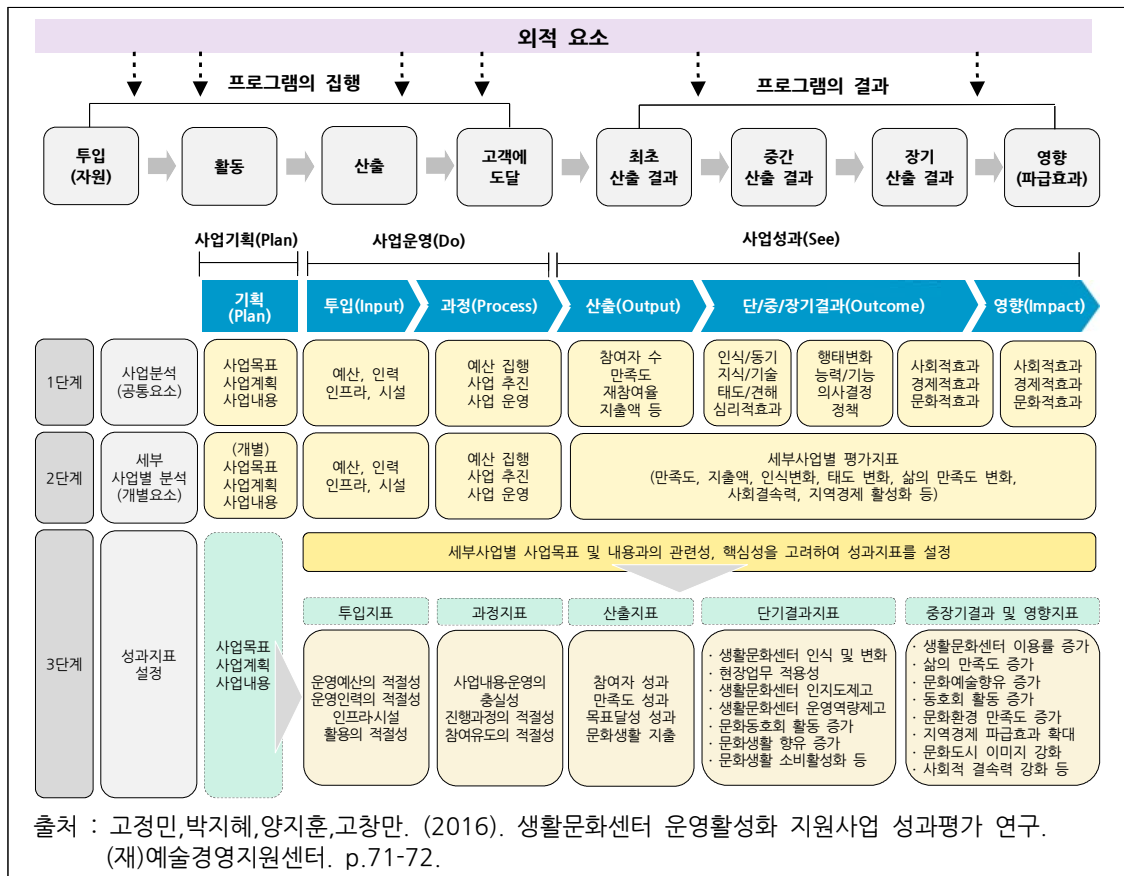 외적 요소
프로그램의 집행
프로그램의 결과
투입
(자원)
활동
산출
고객에
도달
최초
산출 결과
중간
산출 결과
장기
산출 결과
영향
(파급효과)
사업기획(Plan)
사업운영(Do)
사업성과(See)
기획
(Plan)
투입(Input)
과정(Process)
산출(Output)
단/중/장기결과(Outcome)
영향(Impact)
1단계
사업분석
(공통요소)
사업목표
사업계획
사업내용
예산, 인력
인프라, 시설
예산 집행
사업 추진
사업 운영
참여자 수
만족도
재참여율
지출액 등
인식/동기
지식/기술
태도/견해
심리적효과
행태변화
능력/기능
의사결정
정책
사회적효과
경제적효과
문화적효과
사회적효과
경제적효과
문화적효과
2단계
세부
사업별 분석
(개별요소)
(개별)
사업목표
사업계획
사업내용
예산, 인력
인프라, 시설
예산 집행
사업 추진
사업 운영
세부사업별 평가지표
(만족도, 지출액, 인식변화, 태도 변화, 삶의 만족도 변화,
사회결속력, 지역경제 활성화 등)
3단계
성과지표
설정
사업목표
사업계획
사업내용
세부사업별 사업목표 및 내용과의 관련성, 핵심성을 고려하여 성과지표를 설정
투입지표
운영예산의 적절성
운영인력의 적절성
인프라·시설
활용의 적절성
과정지표
사업내용·운영의
충실성
진행과정의 적절성
참여유도의 적절성
산출지표
참여자 성과
만족도 성과
목표달성 성과
문화생활 지출
단기결과지표
· 생활문화센터 인식 및 변화
· 현장업무 적용성
· 생활문화센터 인지도제고
· 생활문화센터 운영역량제고
· 문화동호회 활동 증가
· 문화생활 향유 증가
· 문화생활 소비활성화 등
중장기결과 및 영향지표
· 생활문화센터 이용률 증가
· 삶의 만족도 증가
· 문화예술향유 증가
· 동호회 활동 증가
· 문화환경 만족도 증가
· 지역경제 파급효과 확대
· 문화도시 이미지 강화
· 사회적 결속력 강화 등
출처 : 고정민,박지혜,양지훈,고창만. (2016). 생활문화센터 운영활성화 지원사업 성과평가 연구.
(재)예술경영지원센터. p.71-72.